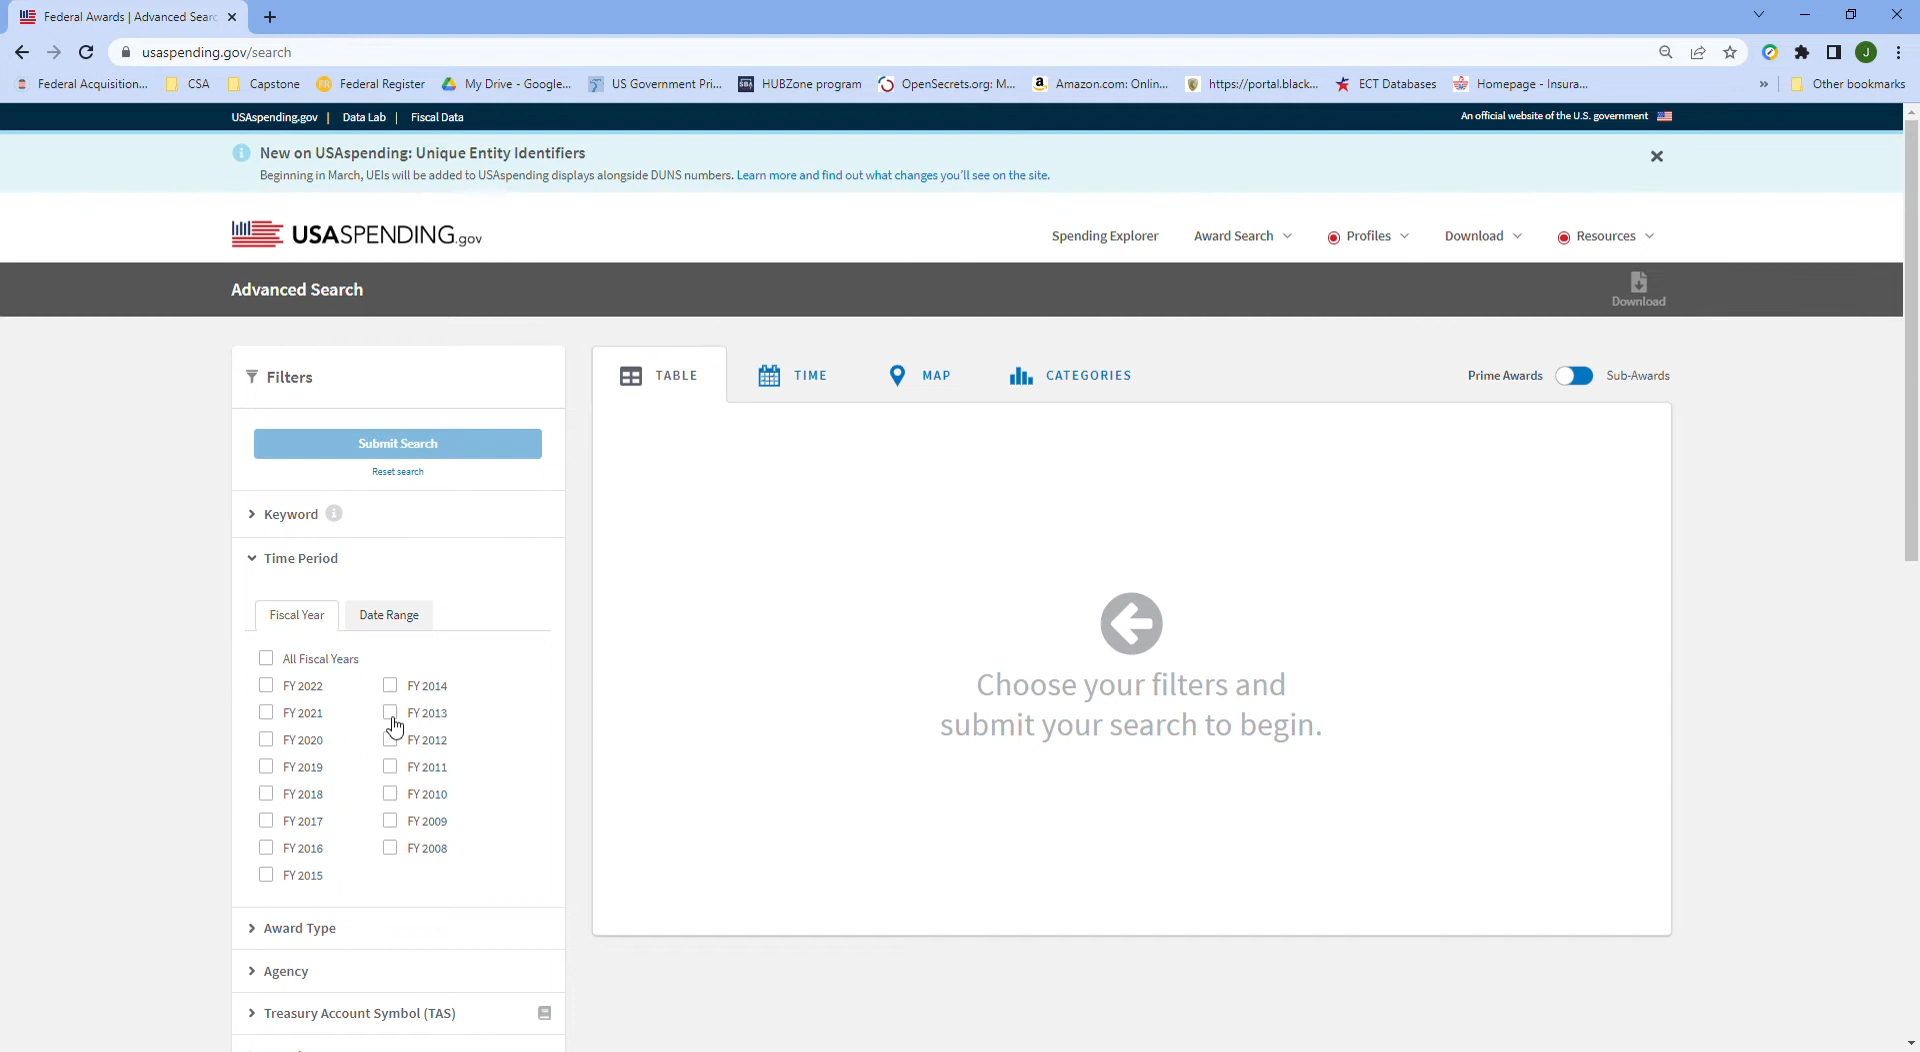 Federal Awards | Advanced Searc
usaspending.gov/search
J
Federal Acquisition...
CSA
Capstone
FR
Federal Register
My Drive - Google...
US Government Pri...
SBA
HUBZone program
OpenSecrets.org: M...
a
Amazon.com: Onlin...
https://portal.black...
ECT Databases
Homepage - Insura...
»
Other bookmarks
USAspending.gov | Data Lab | Fiscal Data
An official website of the U.S. government
New on USAspending: Unique Entity Identifiers
Beginning in March, UEIs will be added to USAspending displays alongside DUNS numbers. Learn more and find out what changes you'll see on the site.
USASPENDING.gov
Spending Explorer
Award Search
Profiles
Download
Resources
Advanced Search
Download
Filters
Submit Search
Reset search
Keyword
Time Period
Fiscal Year
Date Range
All Fiscal Years
FY 2022
FY 2014
FY 2021
FY 2013
FY 2020
FY 2012
FY 2019
FY 2011
FY 2018
FY 2010
FY 2017
FY 2009
FY 2016
FY 2008
FY 2015
Award Type
Agency
Treasury Account Symbol (TAS)
TABLE
TIME
MAP
CATEGORIES
Prime Awards
Sub-Awards
Choose your filters and
submit your search to begin.